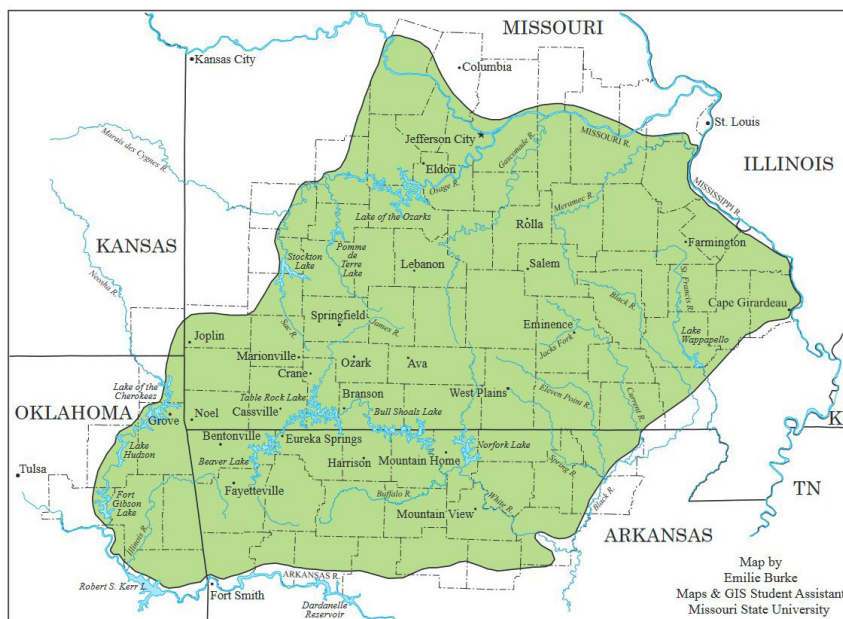 MISSOURI
Kansas City
Columbia
St. Louis
Marais des Cygnes R.
Jefferson City
Gasconade R.
MISSOURI R.
ILLINOIS
Eldon
Osage R.
MISSISSIPPI R.
Meramec R.
Lake of the Ozarks
Rolla
KANSAS
Stockton
Lake
Pomme
de
Terre
Lake
Farmington
Lebanon
Salem
St. Francis R.
Neosha R.
Black R.
Cape Girardeau
Springfield
James R.
Eminence
Sac R.
Joplin
Jacks Fork
Lake
Wappapello
Marionville
Ozark
Ava
Crane
Lake of the
Cherokees
Table Rock Lake
Branson
West Plains
Eleven Point R.
Current R.
OKLAHOMA
Grove
Noel
Cassville
Bull Shoals Lake
K
Bentonville
Eureka Springs
Norfork Lake
Lake
Hudson
Beaver Lake
Harrison
Mountain Home
Spring R.
Tulsa
Fayetteville
Buffalo R.
White R.
Black R.
TN
Fort
Gibson
Lake
Mountain View
Illinois R.
ARKANSAS
Robert S. Kerr L.
Fort Smith
ARKANSAS R.
Dardanelle
Reservoir
Map by
Emilie Burke
Maps & GIS Student Assistant
Missouri State University